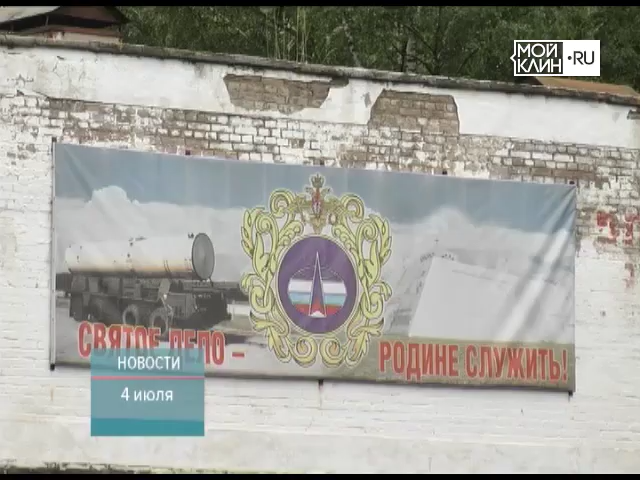 МОЙ
КЛИН.RU
СВЯТОЕ ДЕЛО –
РОДИНЕ СЛУЖИТЬ!
НОВОСТИ
4 июля